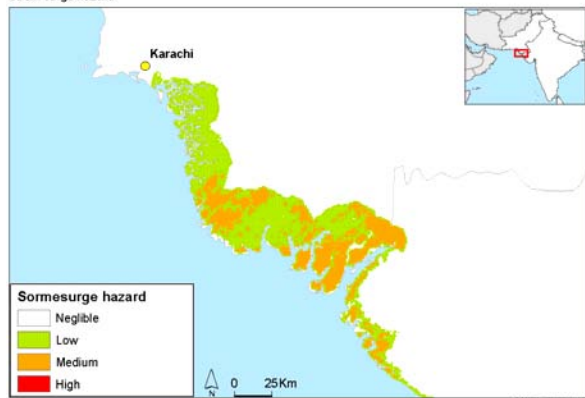 Karachi
Sormesurge hazard
Neglible
Low
Medium
High
N
0 25Km